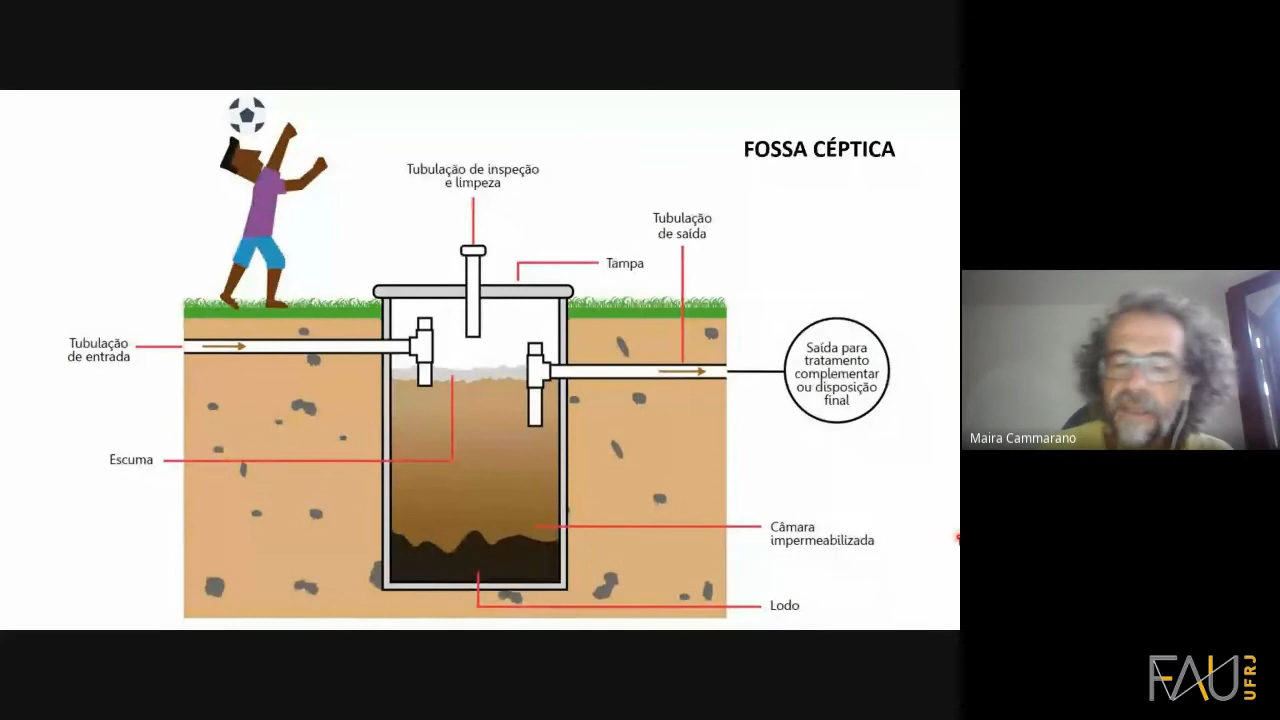 FOSSA CÉPTICA
Tubulação de inspeção
e limpeza
Tubulação
de saída
Tampa
Tubulação
de entrada
Saída para
tratamento
complementar
ou disposição
final
Escuma
Câmara
impermeabilizada
Lodo
Maira Cammarano
FAU
UFRJ